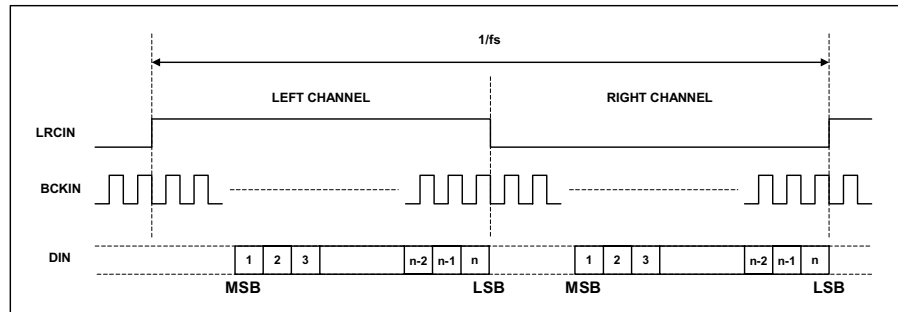 1/fs
LEFT CHANNEL RIGHT CHANNEL
LRCIN
BCKIN
DIN 1 2 3 n-2 n-1 n 1 2 3 n-2 n-1 n
MSB LSB MSB LSB